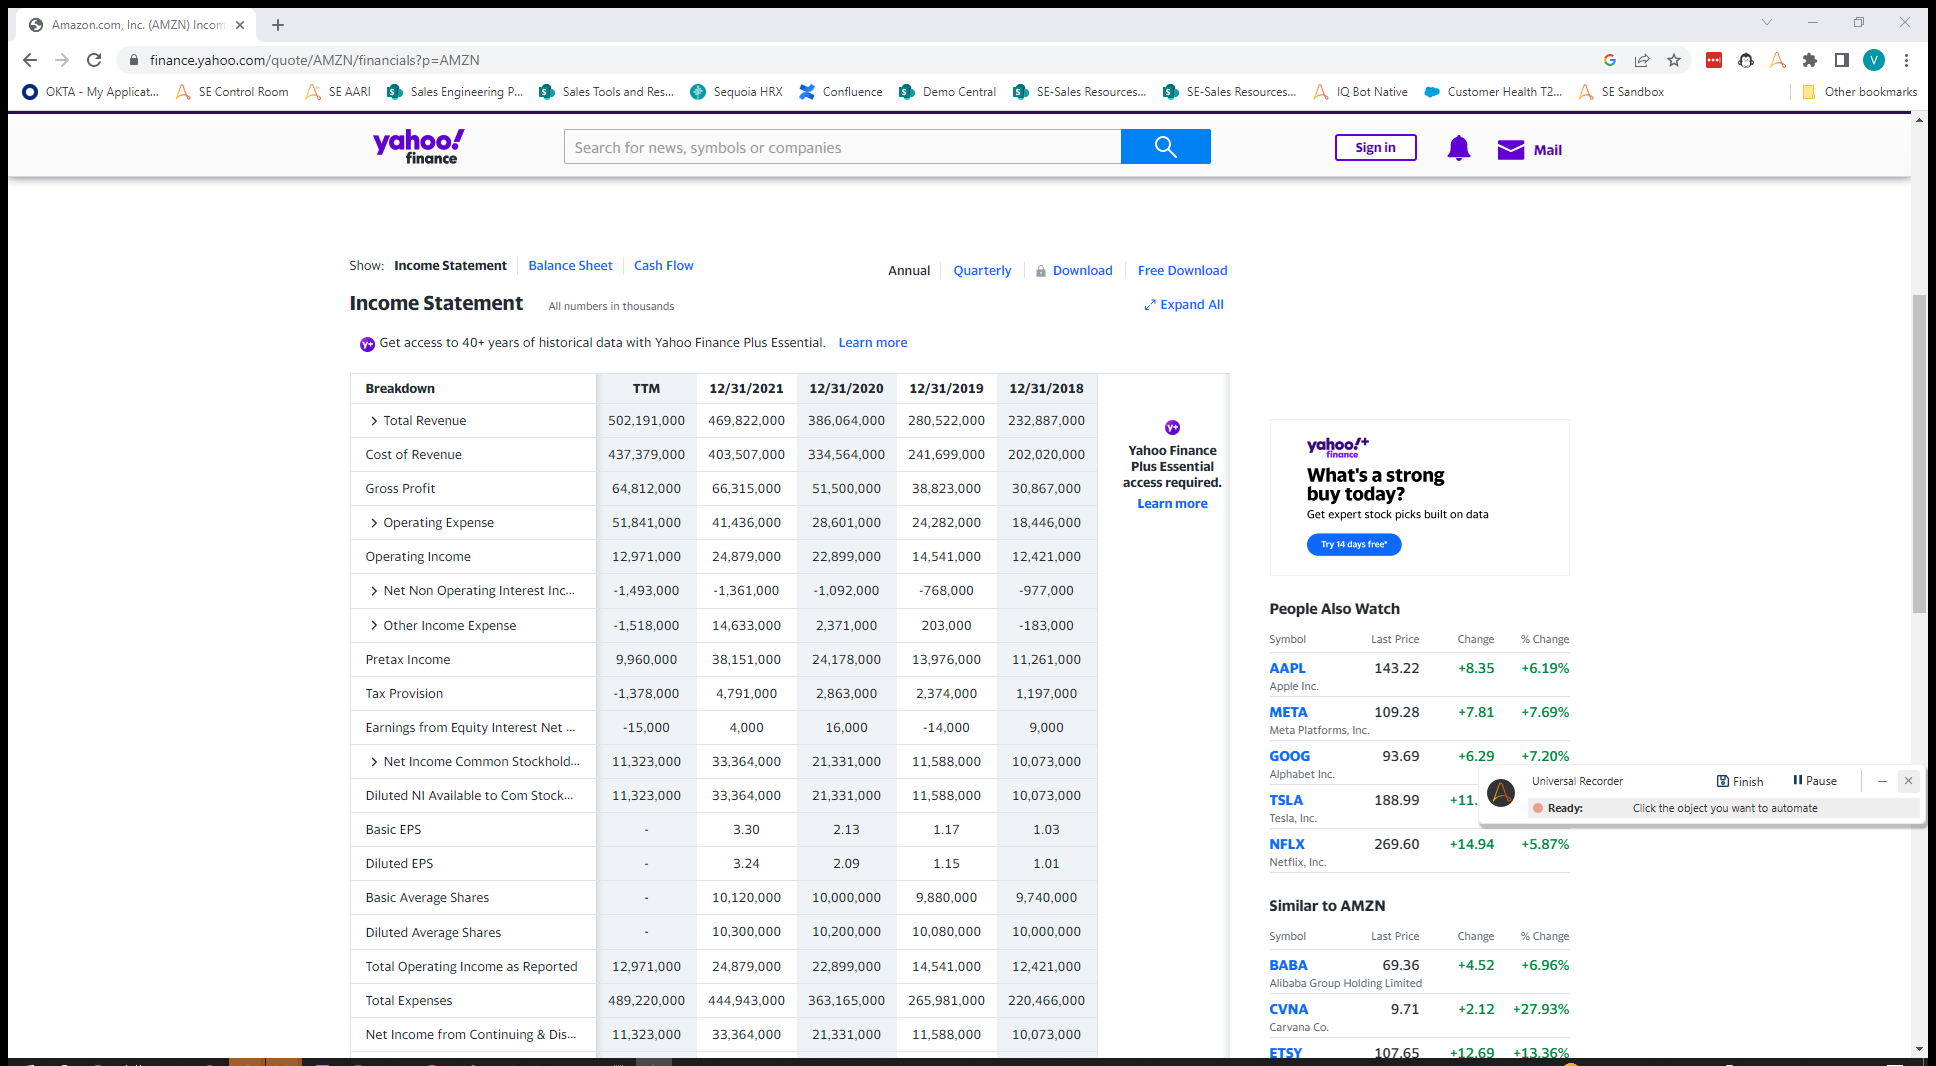 Amazon.com, Inc. (AMZN) Incom
finance.yahoo.com/quote/AMZN/financials?p=AMZN
V
OKTA - My Applicat... SE Control Room SE AARI Sales Engineering P... Sales Tools and Res... Sequoia HRX Confluence Demo Central SE-Sales Resources... SE-Sales Resources... IQ Bot Native Customer Health T2... SE Sandbox Other bookmarks
yahoo!
finance
Search for news, symbols or companies
Sign in
Mail
Show: Income Statement Balance Sheet Cash Flow
Annual Quarterly Download Free Download
Income Statement All numbers in thousands
Expand All
Get access to 40+ years of historical data with Yahoo Finance Plus Essential. Learn more
Breakdown TTM 12/31/2021 12/31/2020 12/31/2019 12/31/2018
Total Revenue 502,191,000 469,822,000 386,064,000 280,522,000 232,887,000
Cost of Revenue 437,379,000 403,507,000 334,564,000 241,699,000 202,020,000
Gross Profit 64,812,000 66,315,000 51,500,000 38,823,000 30,867,000
Operating Expense 51,841,000 41,436,000 28,601,000 24,282,000 18,446,000
Operating Income 12,971,000 24,879,000 22,899,000 14,541,000 12,421,000
Net Non Operating Interest Inc... -1,493,000 -1,361,000 -1,092,000 -768,000 -977,000
Other Income Expense -1,518,000 14,633,000 2,371,000 203,000 -183,000
Pretax Income 9,960,000 38,151,000 24,178,000 13,976,000 11,261,000
Tax Provision -1,378,000 4,791,000 2,863,000 2,374,000 1,197,000
Earnings from Equity Interest Net ... -15,000 4,000 16,000 -14,000 9,000
Net Income Common Stockhold... 11,323,000 33,364,000 21,331,000 11,588,000 10,073,000
Diluted NI Available to Com Stock... 11,323,000 33,364,000 21,331,000 11,588,000 10,073,000
Basic EPS - 3.30 2.13 1.17 1.03
Diluted EPS - 3.24 2.09 1.15 1.01
Basic Average Shares - 10,120,000 10,000,000 9,880,000 9,740,000
Diluted Average Shares - 10,300,000 10,200,000 10,080,000 10,000,000
Total Operating Income as Reported 12,971,000 24,879,000 22,899,000 14,541,000 12,421,000
Total Expenses 489,220,000 444,943,000 363,165,000 265,981,000 220,466,000
Net Income from Continuing & Dis... 11,323,000 33,364,000 21,331,000 11,588,000 10,073,000
Yahoo Finance
Plus Essential
access required.
Learn more
yahoo!+
finance
What's a strong
buy today?
Get expert stock picks built on data
Try 14 days free*
People Also Watch
Symbol Last Price Change % Change
AAPL 143.22 +8.35 +6.19%
Apple Inc.
META 109.28 +7.81 +7.69%
Meta Platforms, Inc.
GOOG 93.69 +6.29 +7.20%
Alphabet Inc.
TSLA 188.99 +11.
Tesla, Inc.
NFLX 269.60 +14.94 +5.87%
Netflix, Inc.
Universal Recorder Finish Pause
Ready: Click the object you want to automate
Similar to AMZN
Symbol Last Price Change % Change
BABA 69.36 +4.52 +6.96%
Alibaba Group Holding Limited
CVNA 9.71 +2.12 +27.93%
Carvana Co.
ETSY 107.65 +12.69 +13.36%